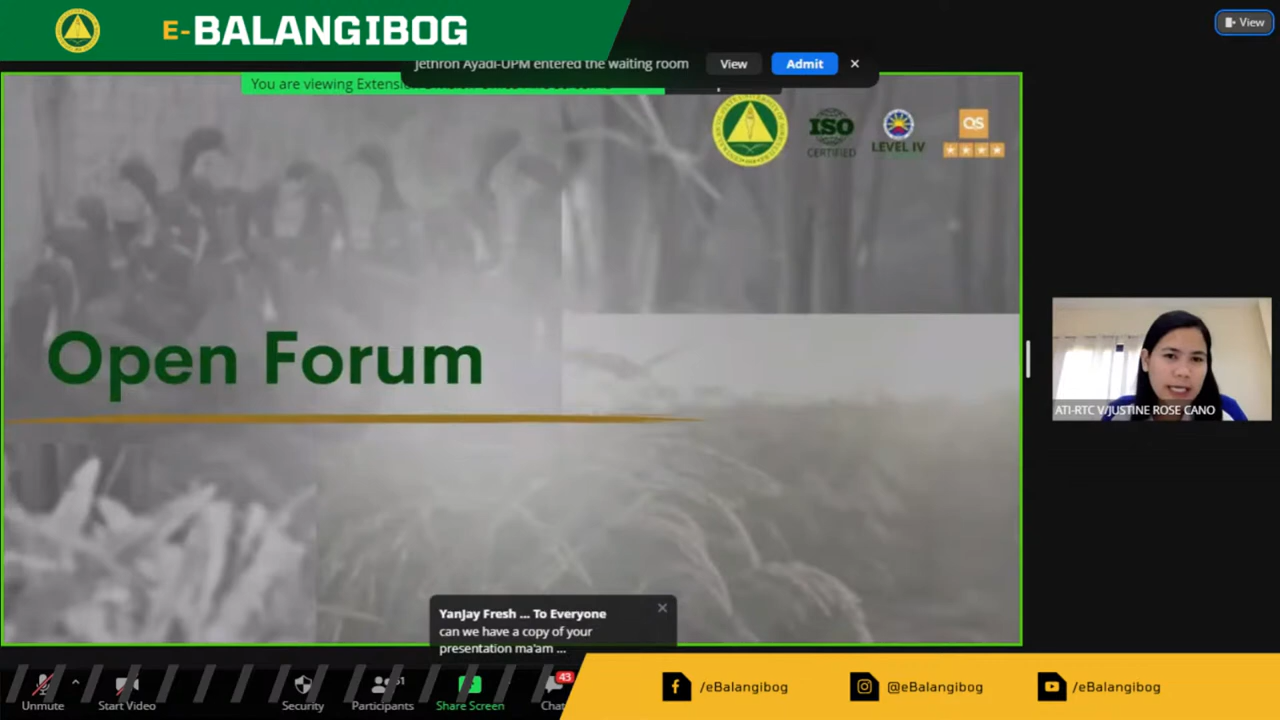 E-BALANGIBOG
View
Jethron Ayadi-UPM entered the waiting room
View
Admit
You are viewing Extension
ISO
CERTIFIED
LEVEL IV
QS
Open Forum
ATI-RTC V/JUSTINE ROSE CANO
YanJay Fresh ... To Everyone
can we have a copy of your
presentation ma'am ...
Unmute
Start Video
Security
Participants
Share Screen
Chat
43
/eBalangibog
@eBalangibog
/eBalangibog